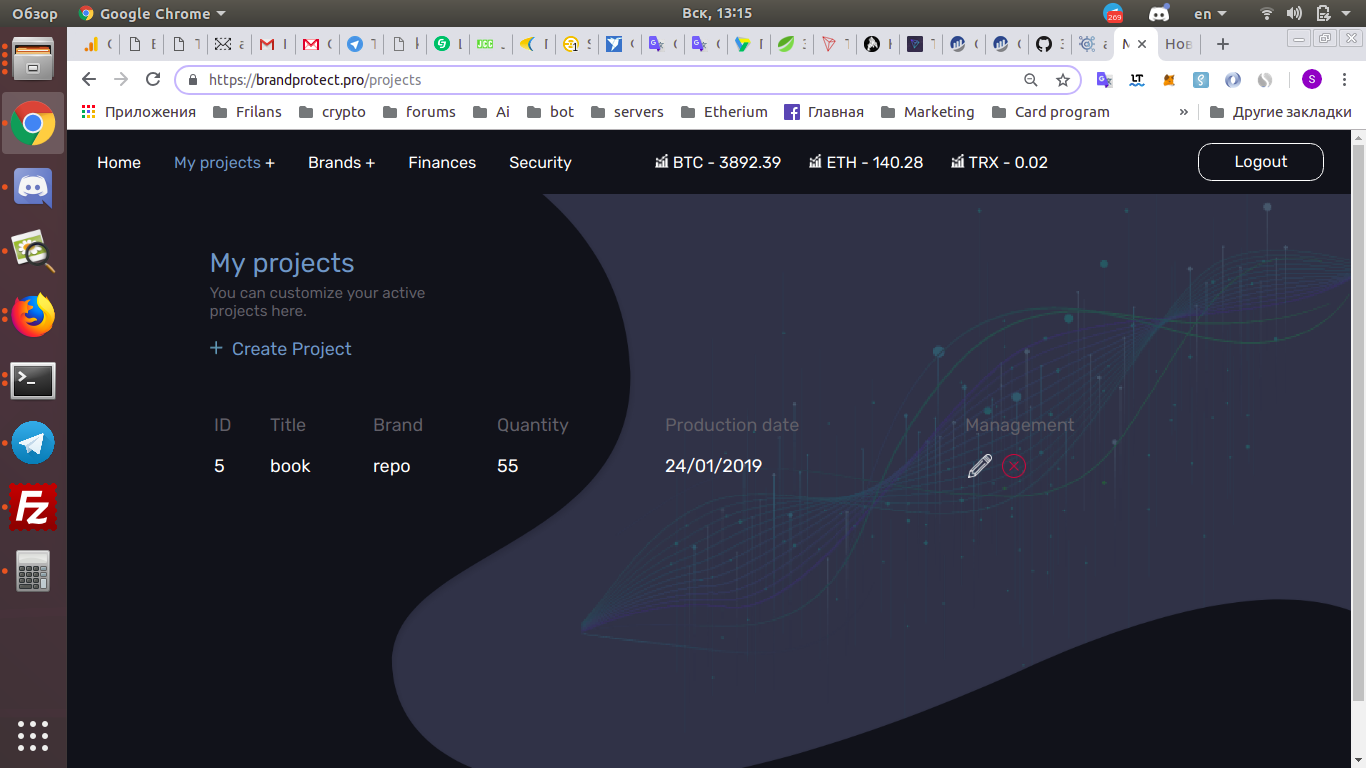 Обзор Google Chrome Вск, 13:15 269 en
Нов
https://brandprotect.pro/projects LT S
Приложения Frilans crypto forums Ai bot servers Etherium Главная Marketing Card program » Другие закладки
Home My projects + Brands + Finances Security BTC - 3892.39 ETH - 140.28 TRX - 0.02 Logout
My projects
You can customize your active
projects here.
+ Create Project
ID Title Brand Quantity Production date Management
5 book repo 55 24/01/2019